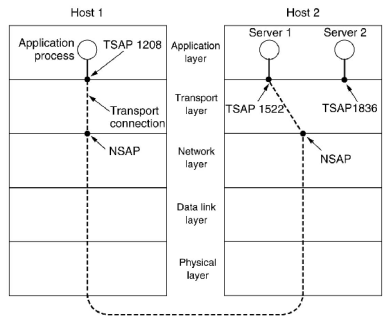 Host 1
Host 2
Application
process
TSAP 1208
Application
layer
Server 1
Server 2
Transport
connection
Transport
layer
TSAP 1522
TSAP1836
NSAP
Network
layer
NSAP
Data link
layer
Physical
layer